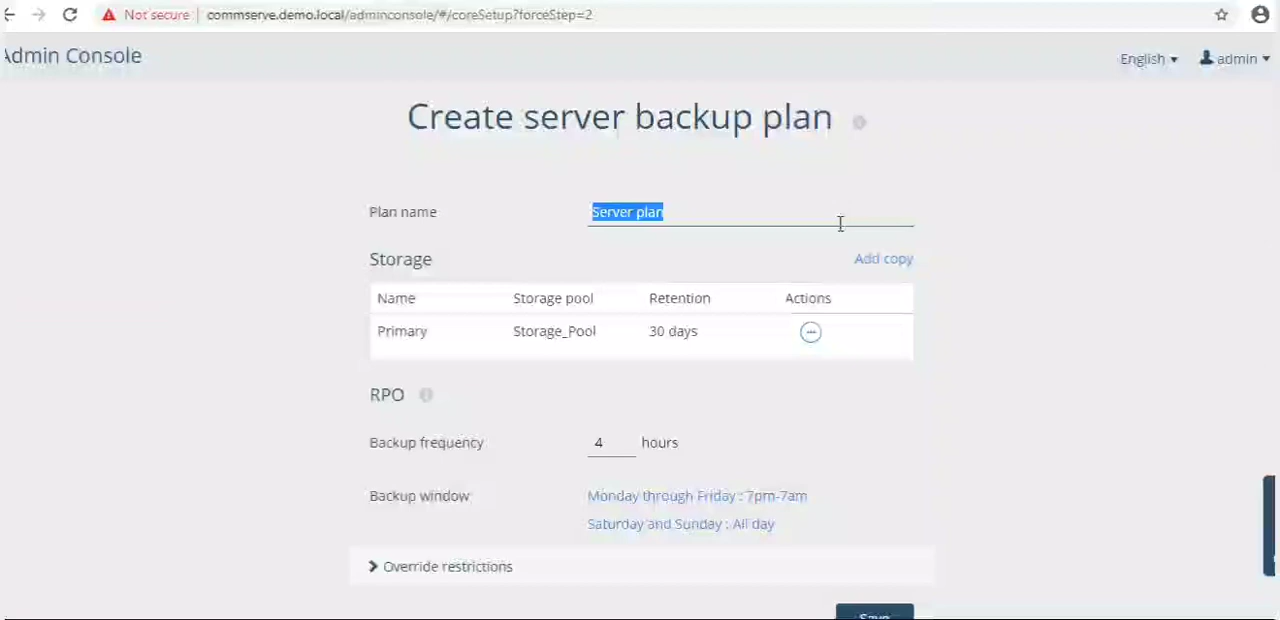 Not secure commserve.demo.local/adminconsole/#/coreSetup?forceStep=2
Admin Console
English admin
Create server backup plan
Plan name Server plan
Storage Add copy
Name Storage pool Retention Actions
Primary Storage_Pool 30 days
RPO
Backup frequency 4 hours
Backup window Monday through Friday : 7pm-7am
Saturday and Sunday : All day
Override restrictions
Save